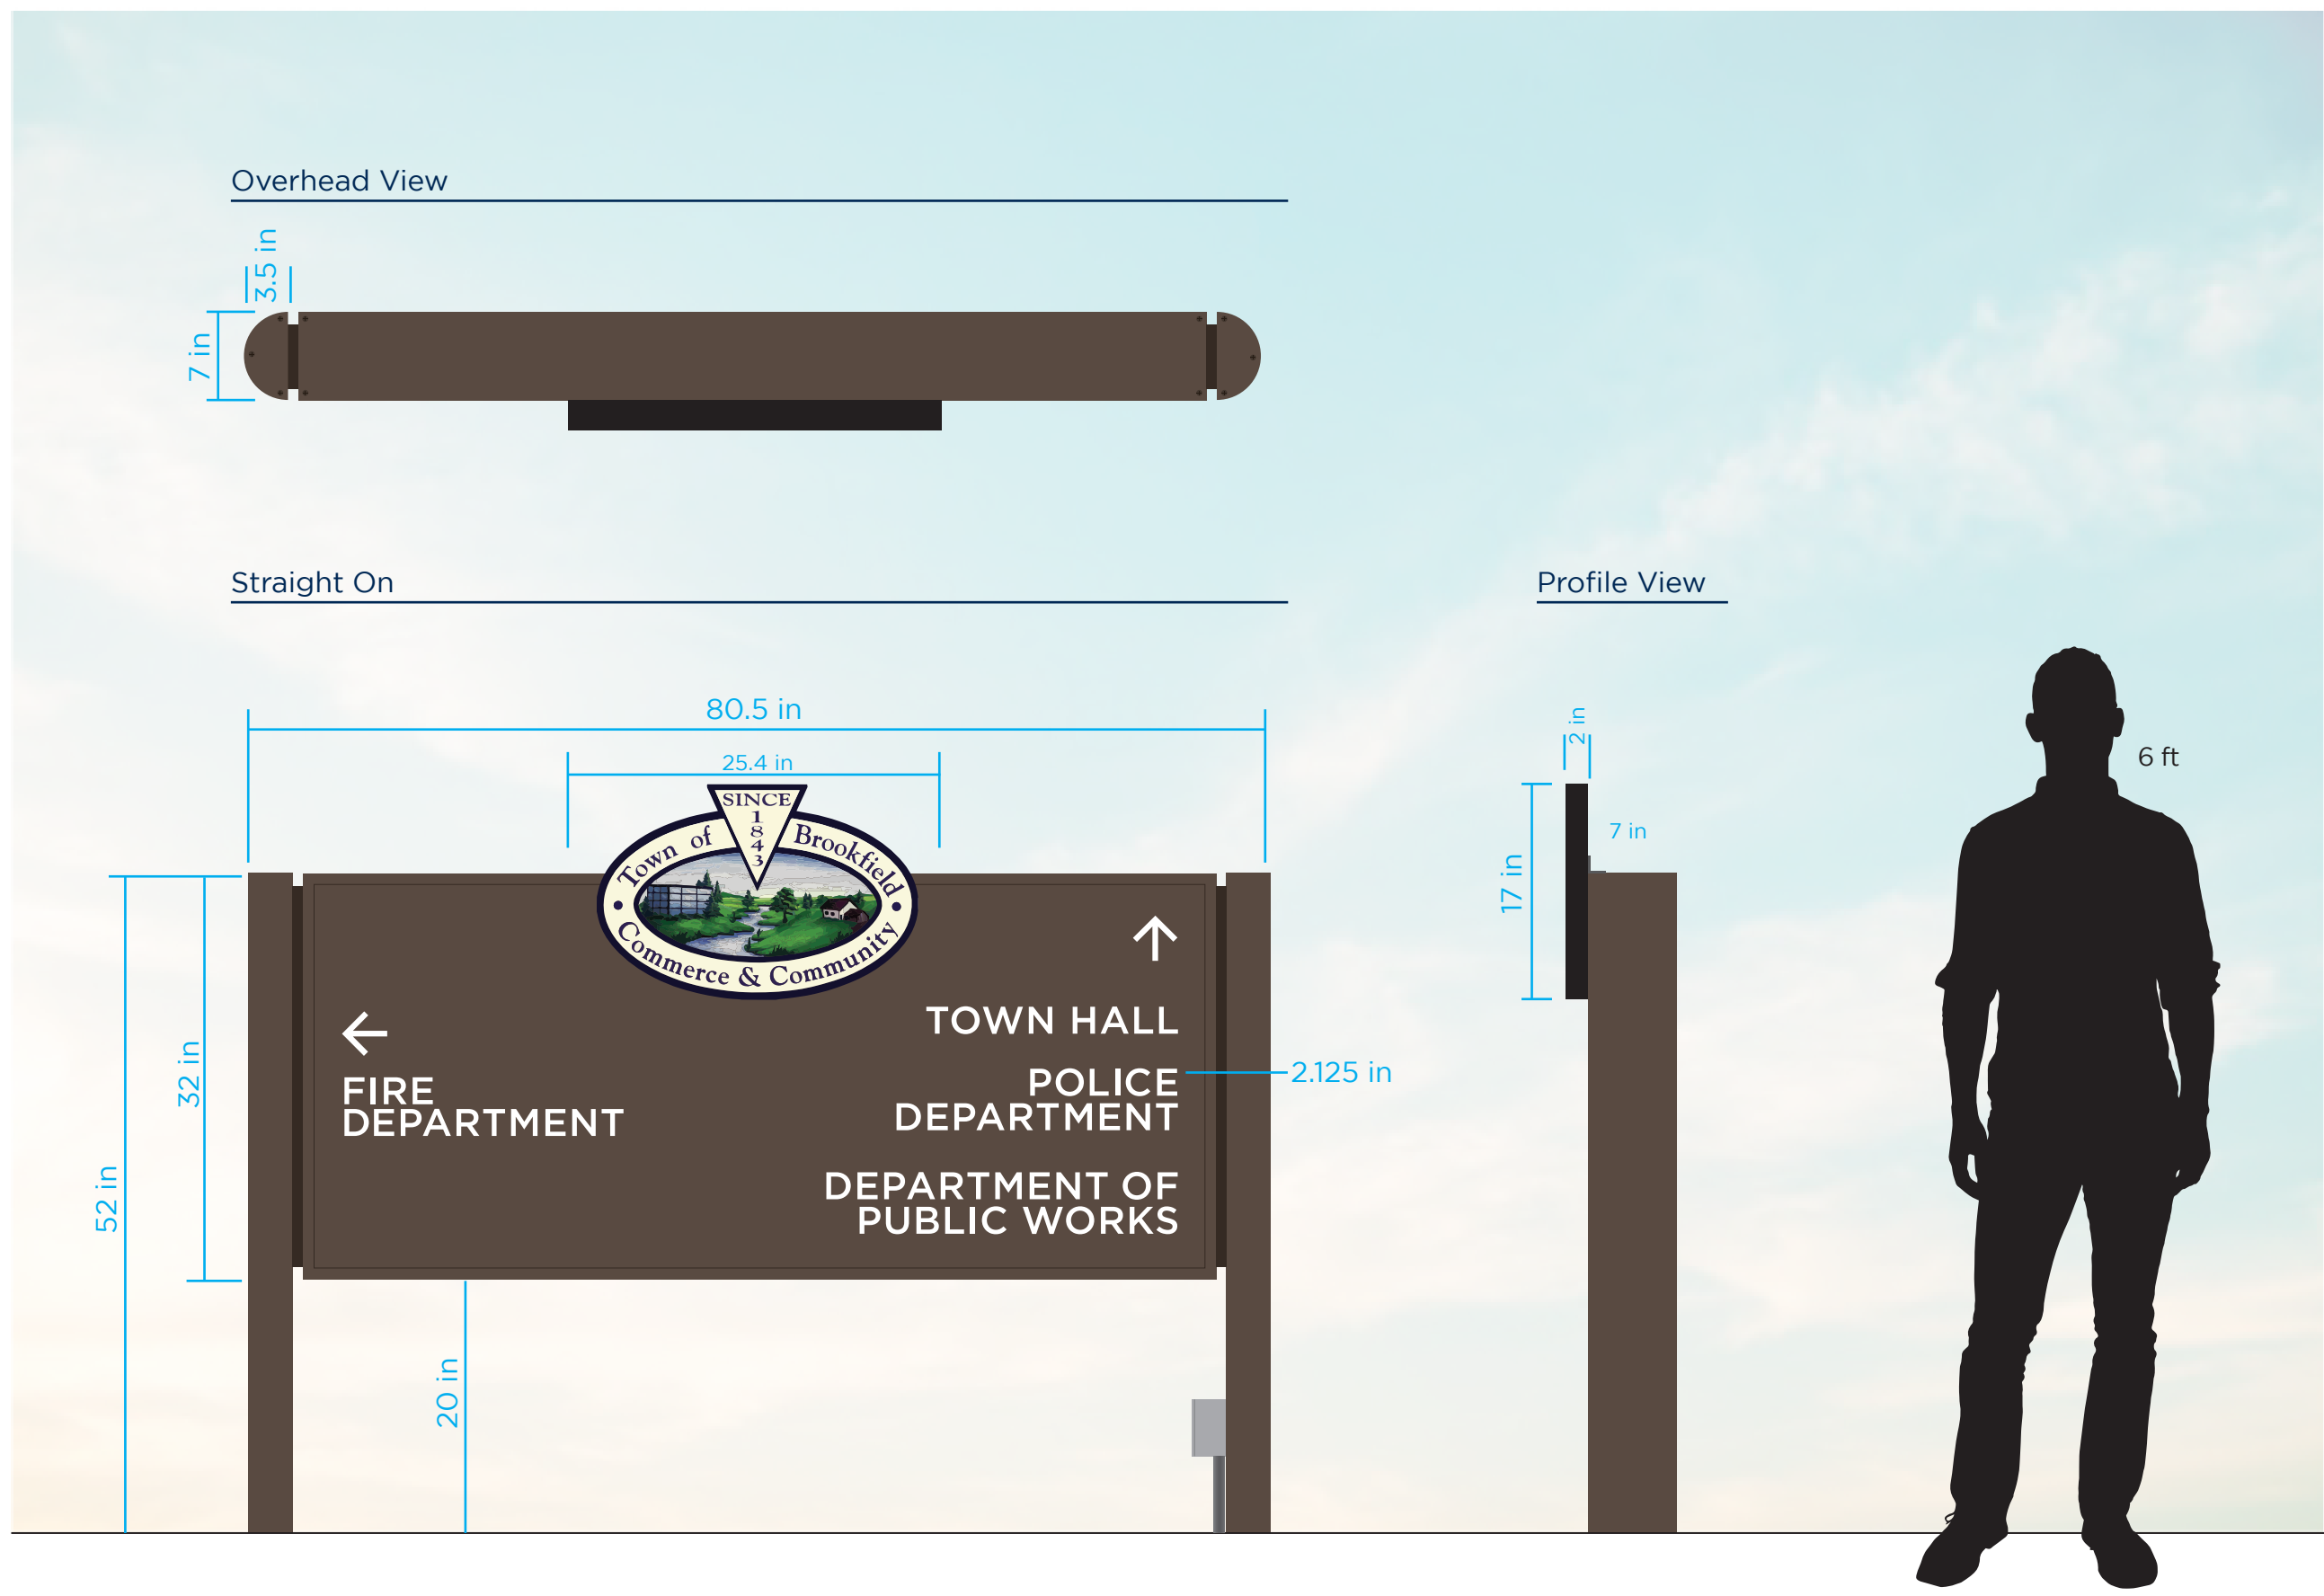 Overhead View
3.5 in
7 in
Straight On
Profile View
80.5 in
25.4 in
2 in
6 ft
SINCE
1
8
4
3
Town of Brookfield
Commerce & Community
7 in
17 in
TOWN HALL
32 in
POLICE
DEPARTMENT
2.125 in
FIRE
DEPARTMENT
52 in
DEPARTMENT OF
PUBLIC WORKS
20 in